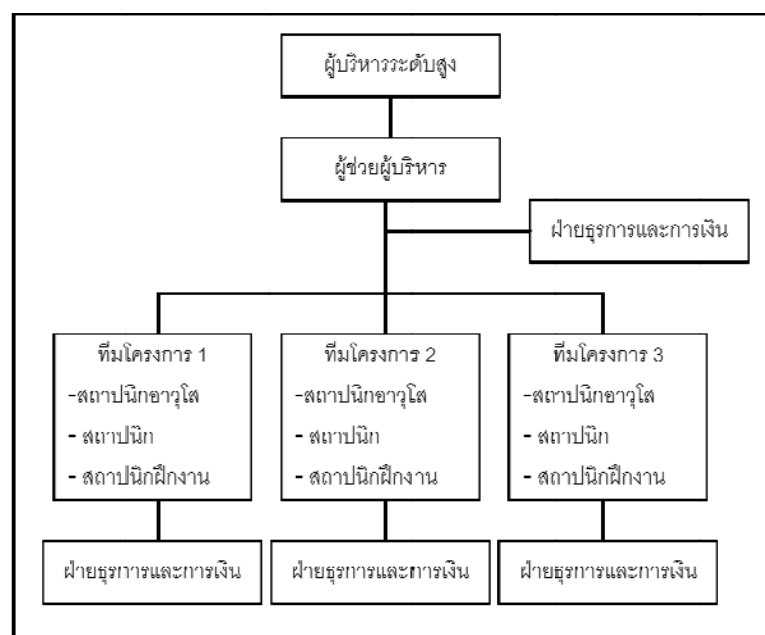 ผู้บริหารระดับสูง
ผู้ช่วยผู้บริหาร
ฝ่ายธุรการและการเงิน
ทีมโครงการ 1
-สถาปนิกอาวุโส
- สถาปนิก
- สถาปนิกฝึกงาน
ทีมโครงการ 2
-สถาปนิกอาวุโส
- สถาปนิก
- สถาปนิกฝึกงาน
ทีมโครงการ 3
-สถาปนิกอาวุโส
- สถาปนิก
- สถาปนิกฝึกงาน
ฝ่ายธุรการและการเงิน
ฝ่ายธุรการและการเงิน
ฝ่ายธุรการและการเงิน